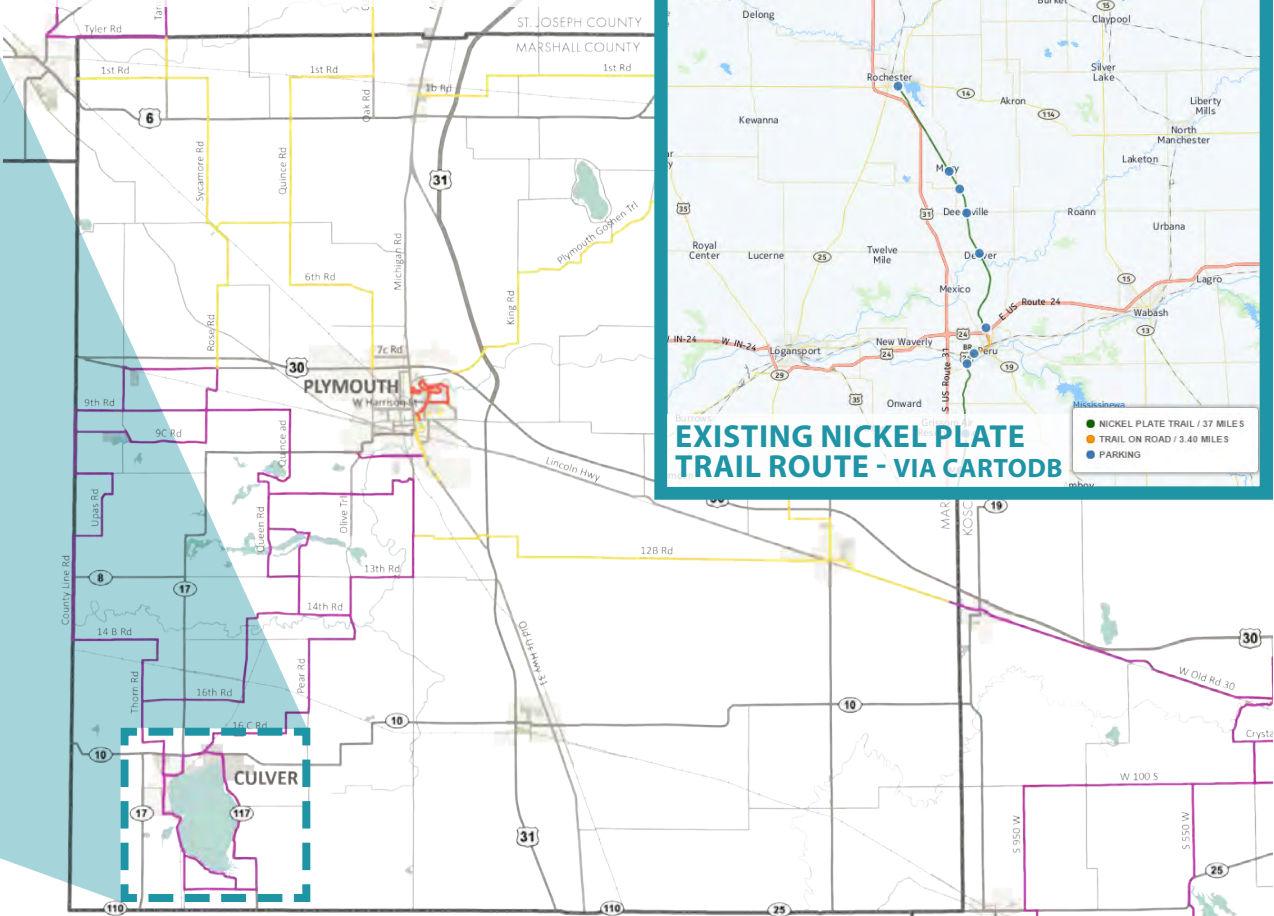 Tyler Rd
ST. JOSEPH COUNTY
MARSHALL COUNTY
1st Rd
1st Rd
1st Rd
1b Rd
Oak Rd
6
31
Sycamore Rd
Quince Rd
Michigan Rd
Plymouth Goshen Trl
6th Rd
King Rd
Rose Rd
7c Rd
30
PLYMOUTH
W Harrison St
9th Rd
9C Rd
Lincoln Hwy
Upas Rd
Queen Rd
Olive Trl
12B Rd
13th Rd
8
17
County Line Rd
14th Rd
14 B Rd
Old Us Hwy 31
Pear Rd
Thorn Rd
16th Rd
16 C Rd
10
10
10
CULVER
17
117
31
110
110
25
19
30
W Old Rd 30
W 100 S
S 950 W
S 550 W
25
Delong
15
Claypool
Rochester
Silver
Lake
14
Akron
114
Liberty
Mills
Kewanna
North
Manchester
Laketon
35
31
Roann
Urbana
Royal
Center
Lucerne
25
Twelve
Mile
Mexico
15
Lagro
E US Route 24
Wabash
13
24
W IN-24
Logansport
New Waverly
24
Peru
19
29
S US Route 31
35
Onward
Mississinewa
EXISTING NICKEL PLATE
TRAIL ROUTE - VIA CARTODB
NICKEL PLATE TRAIL / 37 MILES
TRAIL ON ROAD / 3.40 MILES
PARKING